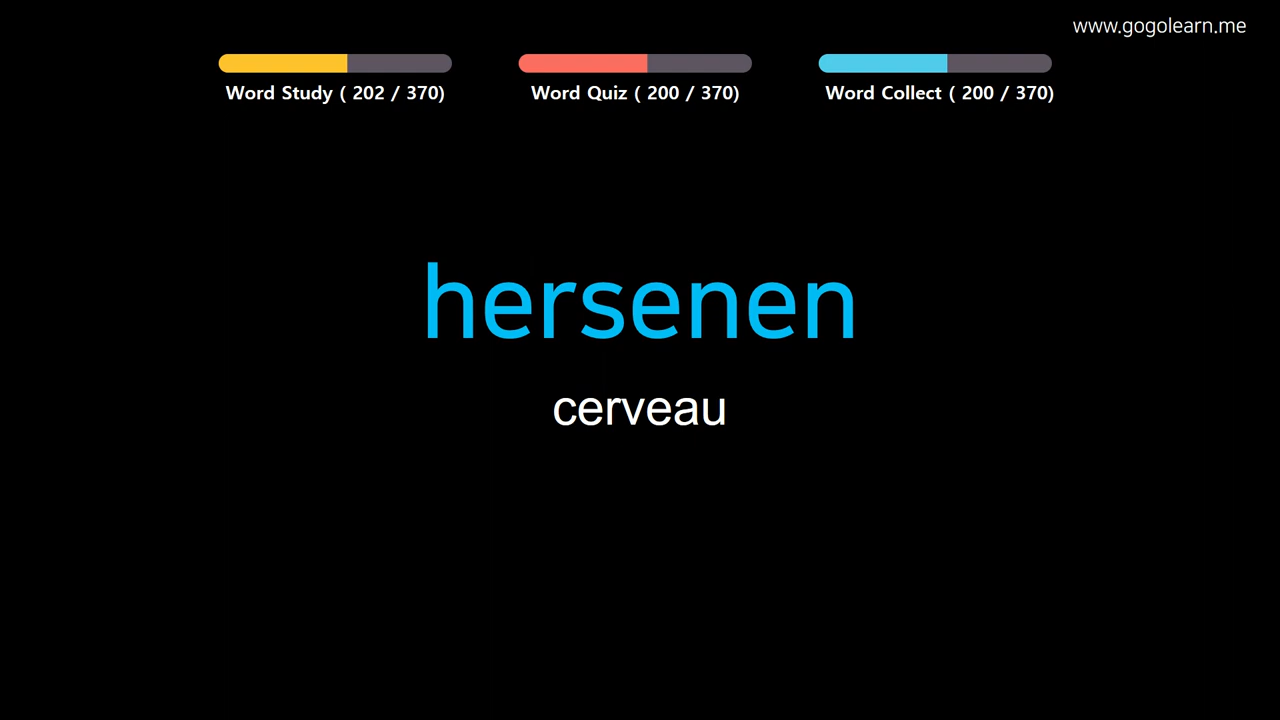 www.gogolearn.me
Word Study ( 202 / 370)
Word Quiz ( 200 / 370)
Word Collect ( 200 / 370)
hersenen
cerveau